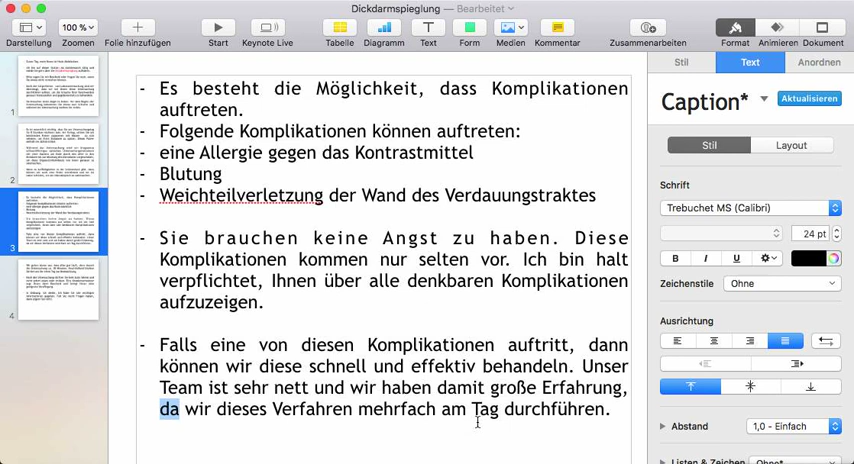 Dickdarmspieglung — Bearbeitet
100 %
Darstellung Zoomen Folie hinzufügen Start Keynote Live Tabelle Diagramm Text Form Medien Kommentar Zusammenarbeiten Format Animieren Dokument
Stil Text Anordnen
Caption* Aktualisieren
Stil Layout
Schrift
Trebuchet MS (Calibri)
24 pt
B I U
Zeichenstile Ohne
Ausrichtung
Abstand 1,0 - Einfach
Listen & Zeichen Ohne*
1
2
3
4
- Es besteht die Möglichkeit, dass Komplikationen
auftreten.
- Folgende Komplikationen können auftreten:
- eine Allergie gegen das Kontrastmittel
- Blutung
- Weichteilverletzung der Wand des Verdauungstraktes
- Sie brauchen keine Angst zu haben. Diese
Komplikationen kommen nur selten vor. Ich bin halt
verpflichtet, Ihnen über alle denkbaren Komplikationen
aufzuzeigen.
- Falls eine von diesen Komplikationen auftritt, dann
können wir diese schnell und effektiv behandeln. Unser
Team ist sehr nett und wir haben damit große Erfahrung,
da wir dieses Verfahren mehrfach am Tag durchführen.